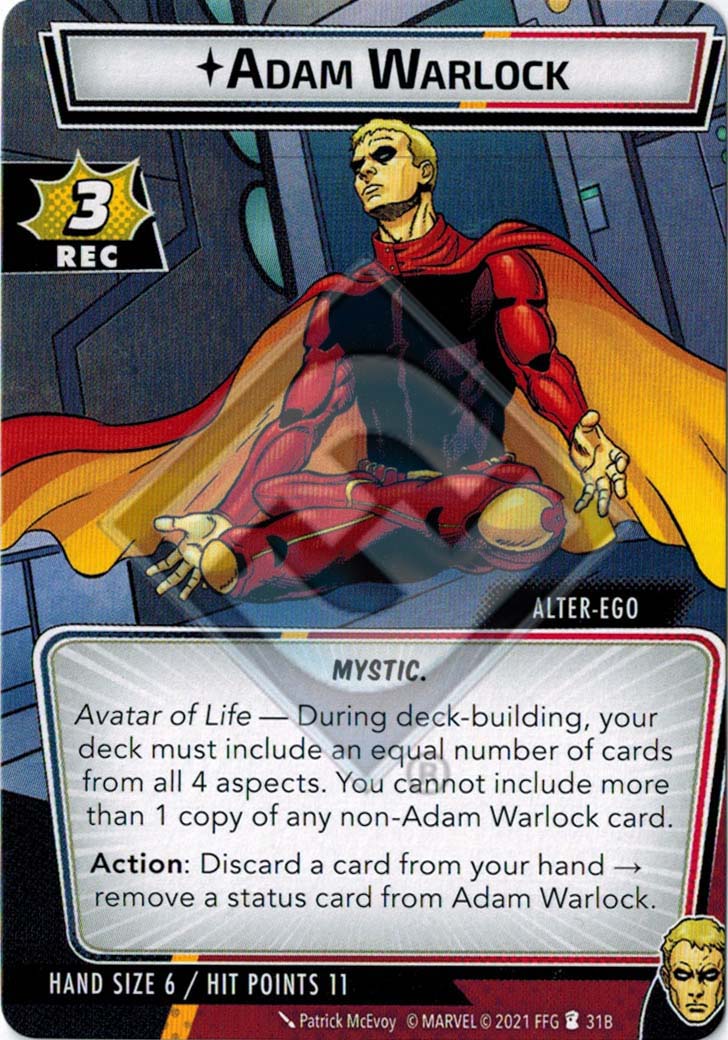 ADAM WARLOCK
3
REC
ALTER-EGO
MYSTIC.
Avatar of Life — During deck-building, your
deck must include an equal number of cards
from all 4 aspects. You cannot include more
than 1 copy of any non-Adam Warlock card.
Action: Discard a card from your hand →
remove a status card from Adam Warlock.
HAND SIZE 6 / HIT POINTS 11
Patrick McEvoy © MARVEL © 2021 FFG 31B
®